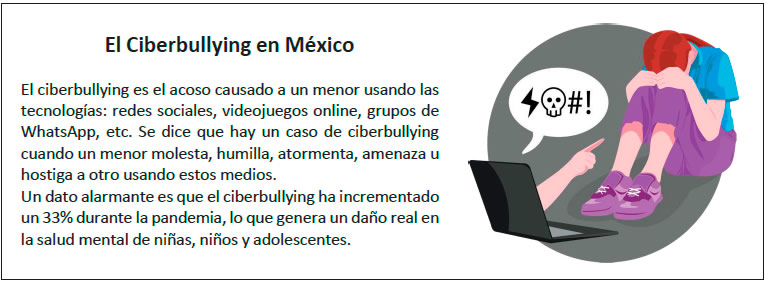 El Ciberbullying en México
El ciberbullying es el acoso causado a un menor usando las
tecnologías: redes sociales, videojuegos online, grupos de
WhatsApp, etc. Se dice que hay un caso de ciberbullying
cuando un menor molesta, humilla, atormenta, amenaza u
hostiga a otro usando estos medios.
Un dato alarmante es que el ciberbullying ha incrementado
un 33% durante la pandemia, lo que genera un daño real en
la salud mental de niñas, niños y adolescentes.
#!